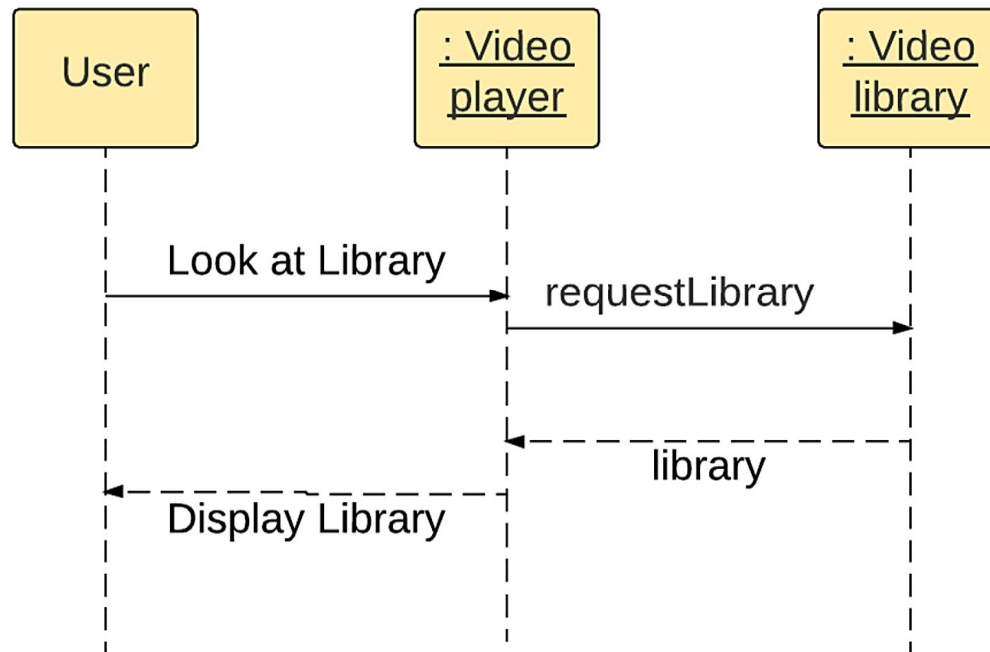 User
: Video
player
: Video
library
Look at Library
requestLibrary
library
Display Library